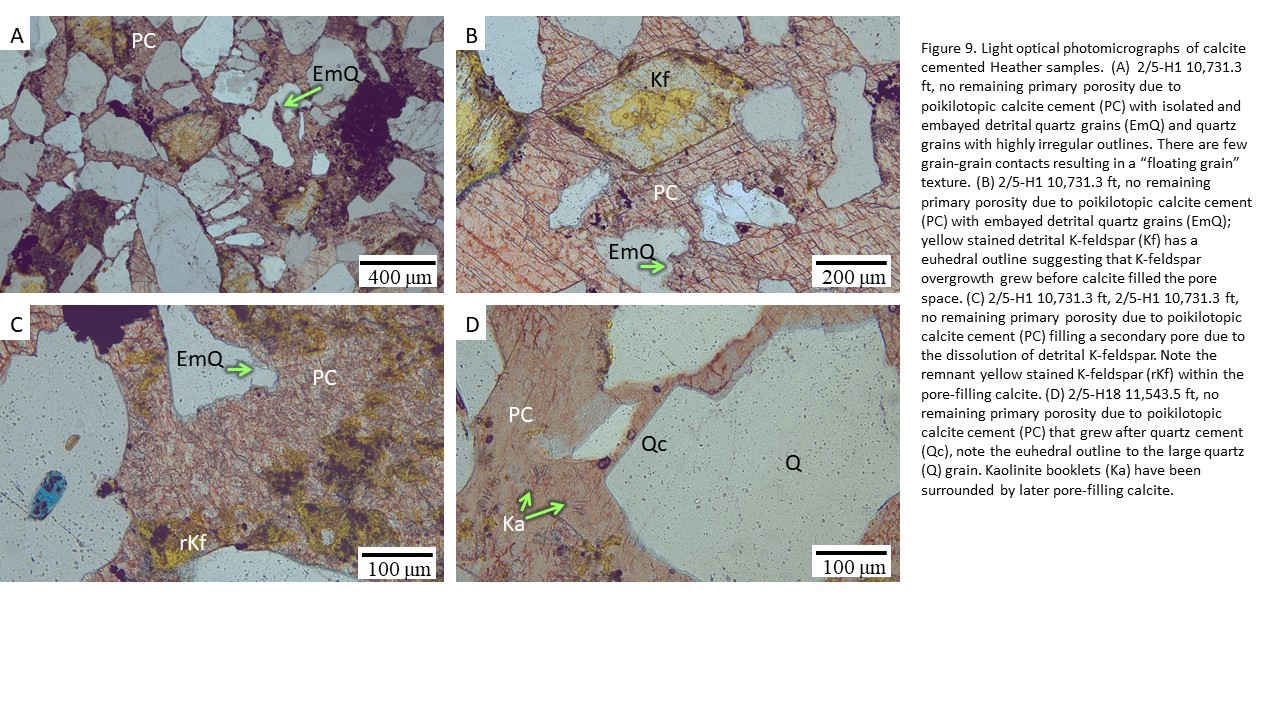 A
PC
EmQ
400 µm
B
Kf
PC
EmQ
200 µm
C
EmQ
PC
rKf
100 µm
D
PC
Qc
Q
Ka
100 µm
Figure 9. Light optical photomicrographs of calcite
cemented Heather samples. (A) 2/5-H1 10,731.3
ft, no remaining primary porosity due to
poikilotopic calcite cement (PC) with isolated and
embayed detrital quartz grains (EmQ) and quartz
grains with highly irregular outlines. There are few
grain-grain contacts resulting in a “floating grain”
texture. (B) 2/5-H1 10,731.3 ft, no remaining
primary porosity due to poikilotopic calcite cement
(PC) with embayed detrital quartz grains (EmQ);
yellow stained detrital K-feldspar (Kf) has a
euhedral outline suggesting that K-feldspar
overgrowth grew before calcite filled the pore
space. (C) 2/5-H1 10,731.3 ft, 2/5-H1 10,731.3 ft,
no remaining primary porosity due to poikilotopic
calcite cement (PC) filling a secondary pore due to
the dissolution of detrital K-feldspar. Note the
remnant yellow stained K-feldspar (rKf) within the
pore-filling calcite. (D) 2/5-H18 11,543.5 ft, no
remaining primary porosity due to poikilotopic
calcite cement (PC) that grew after quartz cement
(Qc), note the euhedral outline to the large quartz
(Q) grain. Kaolinite booklets (Ka) have been
surrounded by later pore-filling calcite.